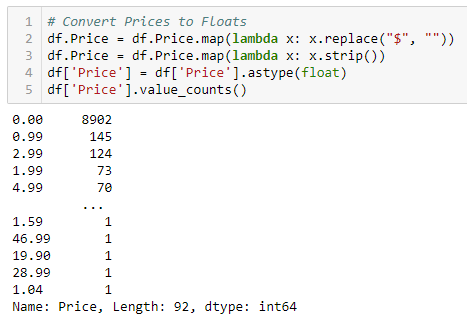 1 # Convert Prices to Floats
2 df.Price = df.Price.map(lambda x: x.replace("$", ""))
3 df.Price = df.Price.map(lambda x: x.strip())
4 df['Price'] = df['Price'].astype(float)
5 df['Price'].value_counts()
0.00 8902
0.99 145
2.99 124
1.99 73
4.99 70
...
1.59 1
46.99 1
19.90 1
28.99 1
1.04 1
Name: Price, Length: 92, dtype: int64